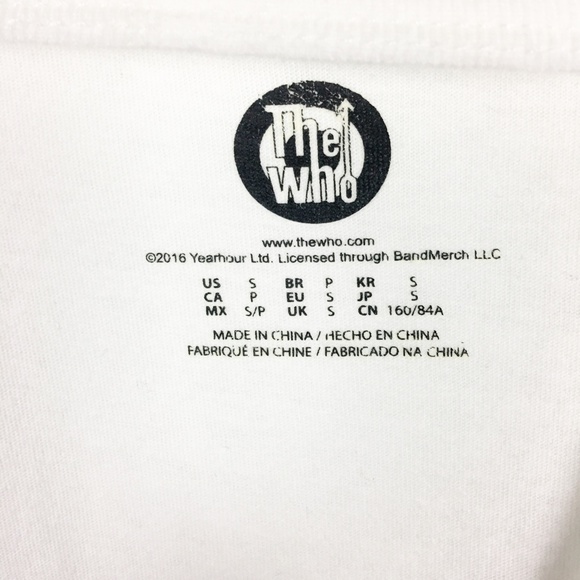 The
Who
www.thewho.com
©2016 Yearhour Ltd. Licensed through BandMerch LLC
US S BR P KR S
CA P EU S JP S
MX S/P UK S CN 160/84A
MADE IN CHINA / HECHO EN CHINA
FABRIQUÉ EN CHINE / FABRICADO NA CHINA